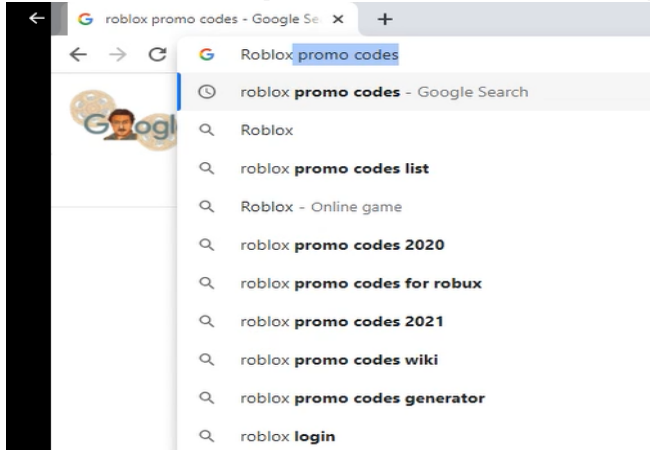 roblox promo codes - Google Se
Roblox promo codes
Googl
roblox promo codes - Google Search
Roblox
roblox promo codes list
Roblox - Online game
roblox promo codes 2020
roblox promo codes for robux
roblox promo codes 2021
roblox promo codes wiki
roblox promo codes generator
roblox login